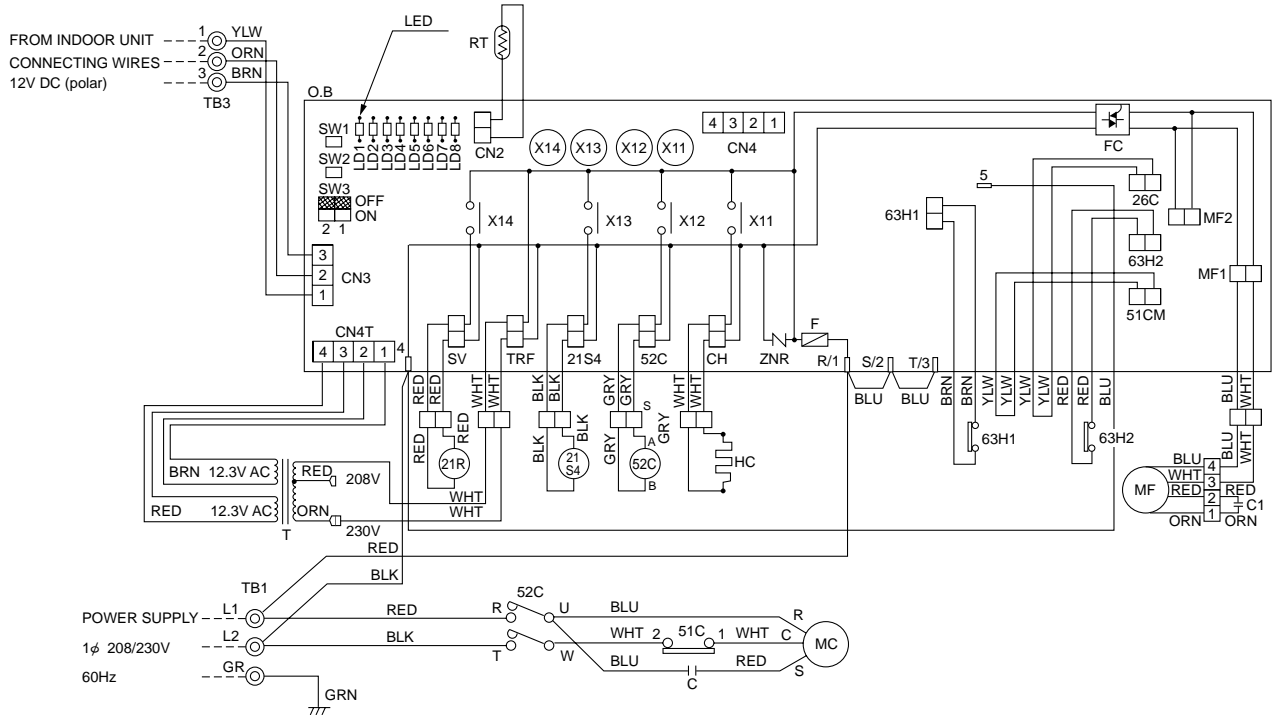 LED
1 YLW
FROM INDOOR UNIT
2 ORN
CONNECTING WIRES
3 BRN
12V DC (polar)
TB3
RT
O.B
SW1
SW2
SW3
OFF
ON
2 1
LD1
LD2
LD3
LD4
LD5
LD6
LD7
LD8
CN2
X14 X13 X12 X11
4 3 2 1
CN4
FC
5
26C
MF2
63H1
63H2
MF1
51CM
X14 X13 X12 X11
3
2 CN3
1
CN4T
4 3 2 1 4
SV TRF 21S4 52C CH ZNR F R/1 S/2 T/3
BLU BLU
RED RED WHT WHT BLK BLK GRY GRY WHT WHT
BRN BRN YLW YLW YLW YLW RED RED BLU
BLU WHT
RED RED BLK BLK GRY S A GRY B
21R
21 S4
52C
HC
63H1 63H2
BLU WHT
BRN 12.3V AC RED 208V
RED 12.3V AC ORN 230V
T
WHT
WHT
MF
BLU 4
WHT 3
RED 2 RED
ORN 1 ORN
C1
RED
BLK
TB1
52C
POWER SUPPLY L1 RED R U BLU R
1ϕ 208/230V L2 BLK T W WHT 2 51C 1 WHT C MC
BLU C RED S
60Hz GR
GRN